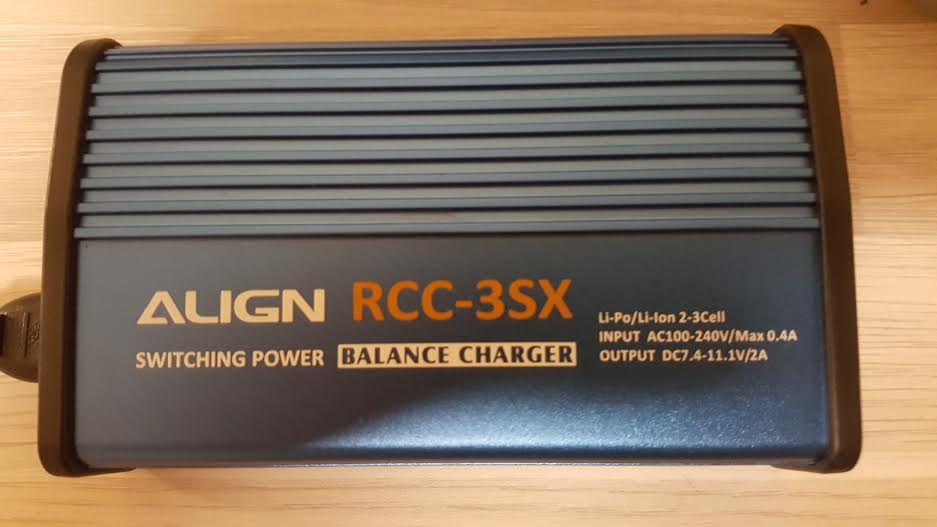 ALIGN RCC-3SX
SWITCHING POWER BALANCE CHARGER
Li-Po/Li-Ion 2-3Cell
INPUT AC100-240V/Max 0.4A
OUTPUT DC7.4-11.1V/2A